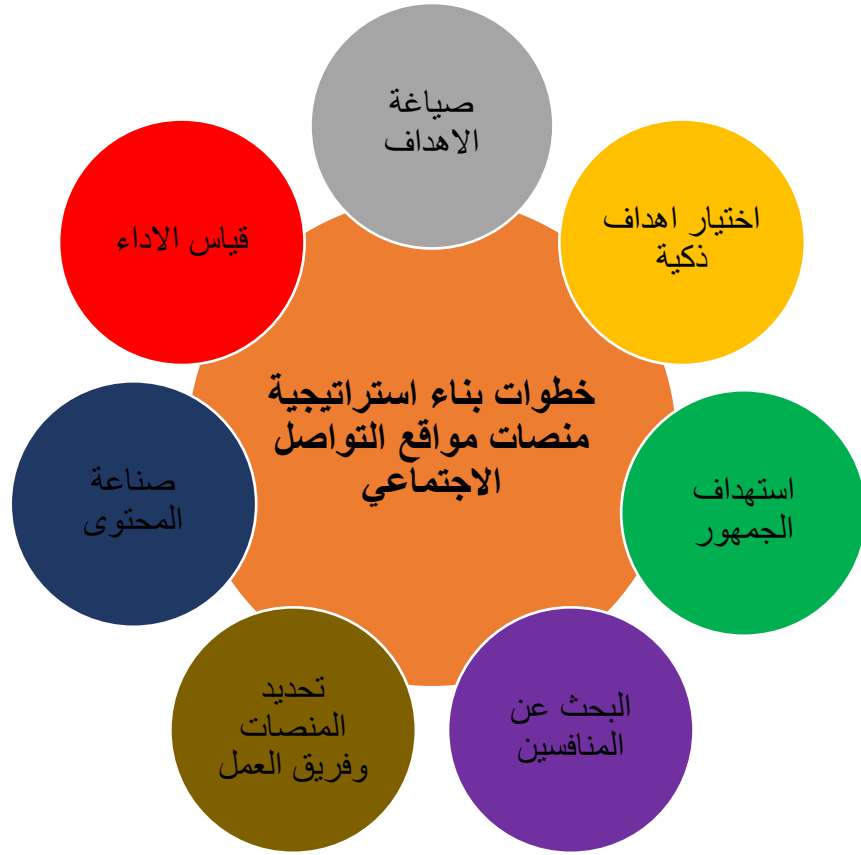 خطوات بناء استراتيجية
منصات مواقع التواصل
الاجتماعي
صياغة
الاهداف
اختيار اهداف
ذكية
استهداف
الجمهور
البحث عن
المنافسين
تحديد
المنصات
وفريق العمل
صناعة
المحتوى
قياس الاداء